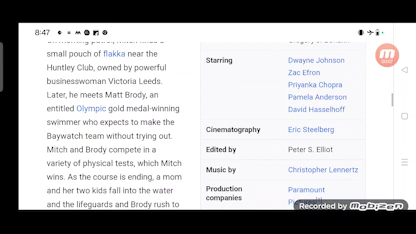 8:47
small pouch of flakka near the
Huntley Club, owned by powerful
businesswoman Victoria Leeds.
Later, he meets Matt Brody, an
entitled Olympic gold medal-winning
swimmer who expects to make the
Baywatch team without trying out.
Mitch and Brody compete in a
variety of physical tests, which Mitch
wins. As the course is ending, a mom
and her two kids fall into the water
and the lifeguards and Brody rush to
Starring
Dwayne Johnson
Zac Efron
Priyanka Chopra
Pamela Anderson
David Hasselhoff
Cinematography
Eric Steelberg
Edited by
Peter S. Elliot
Music by
Christopher Lennertz
Production
companies
Paramount
Recorded by MOBIZEN